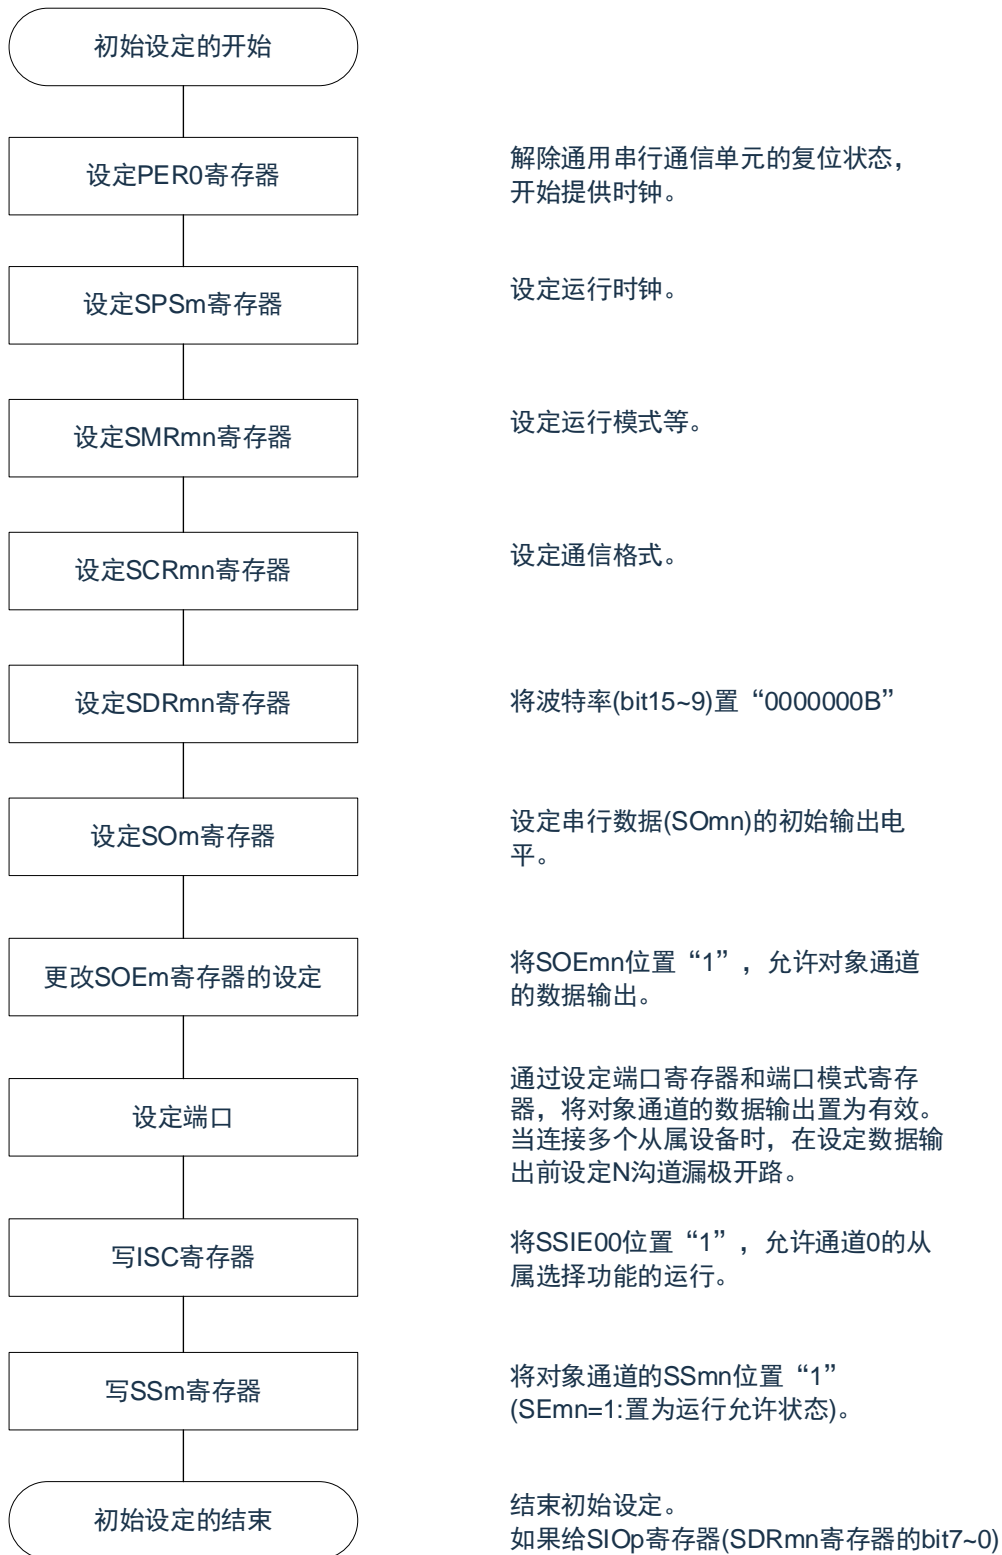 初始设定的开始
设定PER0寄存器
解除通用串行通信单元的复位状态，
开始提供时钟。
设定SPSm寄存器
设定运行时钟。
设定SMRmn寄存器
设定运行模式等。
设定SCRmn寄存器
设定通信格式。
设定SDRmn寄存器
将波特率(bit15~9)置“0000000B”
设定SOm寄存器
设定串行数据(SOmn)的初始输出电
平。
更改SOEm寄存器的设定
将SOEmn位置“1”，允许对象通道
的数据输出。
设定端口
通过设定端口寄存器和端口模式寄存
器，将对象通道的数据输出置为有效。
当连接多个从属设备时，在设定数据输
出前设定N沟道漏极开路。
写ISC寄存器
将SSIE00位置“1”，允许通道0的从
属选择功能的运行。
写SSm寄存器
将对象通道的SSmn位置“1”
(SEmn=1:置为运行允许状态)。
初始设定的结束
结束初始设定。
如果给SIOp寄存器(SDRmn寄存器的bit7~0)